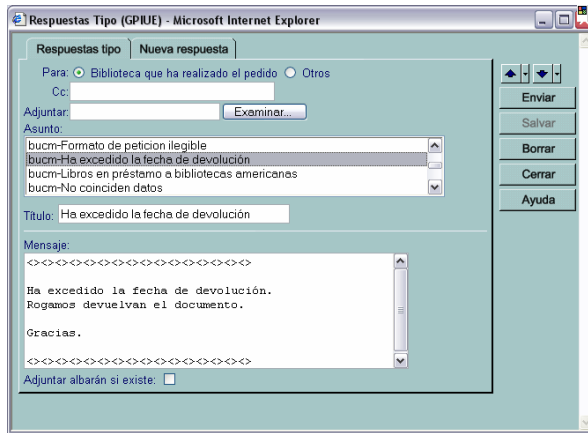 Respuestas Tipo (GPIUE) - Microsoft Internet Explorer
Respuestas tipo Nueva respuesta
Para: Biblioteca que ha realizado el pedido Otros
Cc:
Adjuntar: Examinar...
Asunto:
bucm-Formato de peticion ilegible
bucm-Ha excedido la fecha de devolución
bucm-Libros en préstamo a bibliotecas americanas
bucm-No coinciden datos
Título: Ha excedido la fecha de devolución
Mensaje:
<><><><><><><><><><><><><><><><>
Ha excedido la fecha de devolución.
Rogamos devuelvan el documento.
Gracias.
<><><><><><><><><><><><><><><><>
Adjuntar albarán si existe:
Enviar
Salvar
Borrar
Cerrar
Ayuda